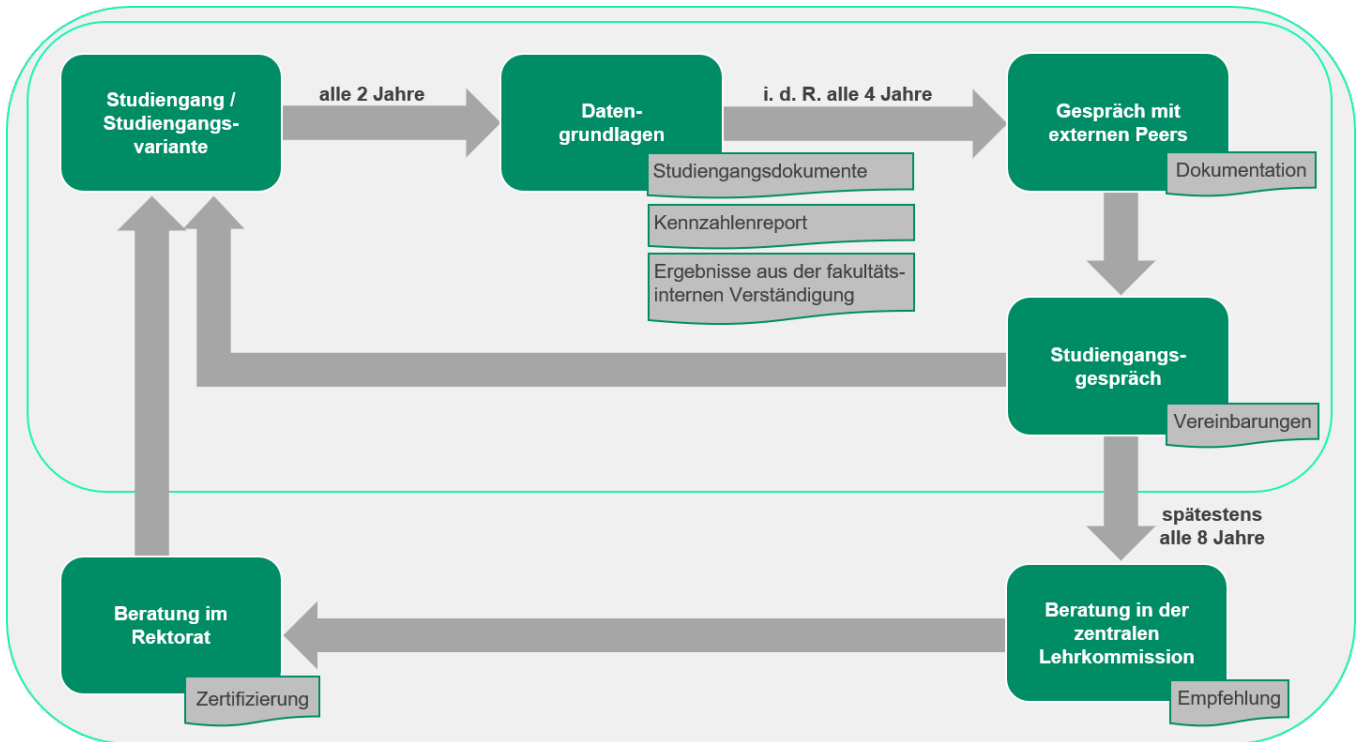 Studiengang /
Studiengangs-
variante
alle 2 Jahre
Daten-
grundlagen
i. d. R. alle 4 Jahre
Gespräch mit
externen Peers
Studiengangsdokumente
Dokumentation
Kennzahlenreport
Ergebnisse aus der fakultäts-
internen Verständigung
Studiengangs-
gespräch
Vereinbarungen
spätestens
alle 8 Jahre
Beratung im
Rektorat
Zertifizierung
Beratung in der
zentralen
Lehrkommission
Empfehlung